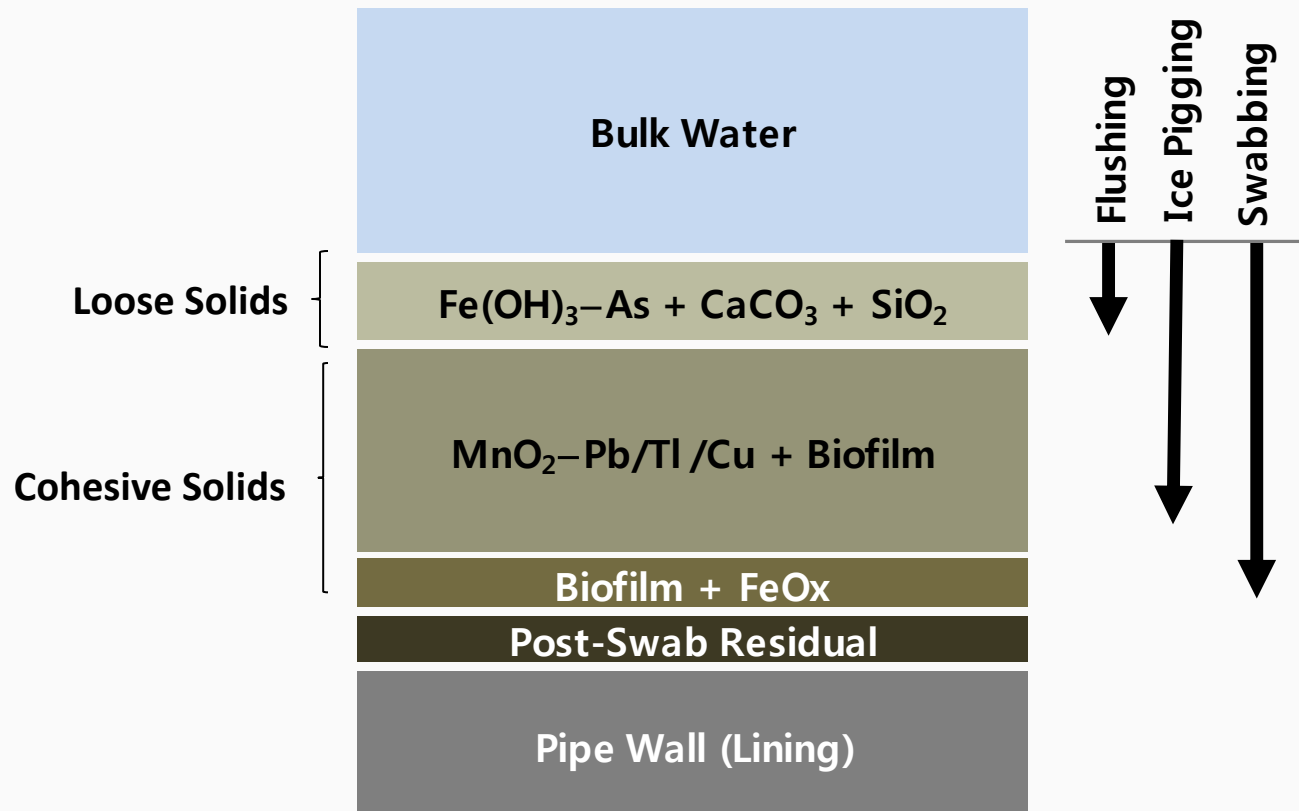 Bulk Water
Flushing
Ice Pigging
Swabbing
Loose Solids
Fe(OH)₃–As + CaCO₃ + SiO₂
Cohesive Solids
MnO₂–Pb/Tl /Cu + Biofilm
Biofilm + FeOx
Post-Swab Residual
Pipe Wall (Lining)